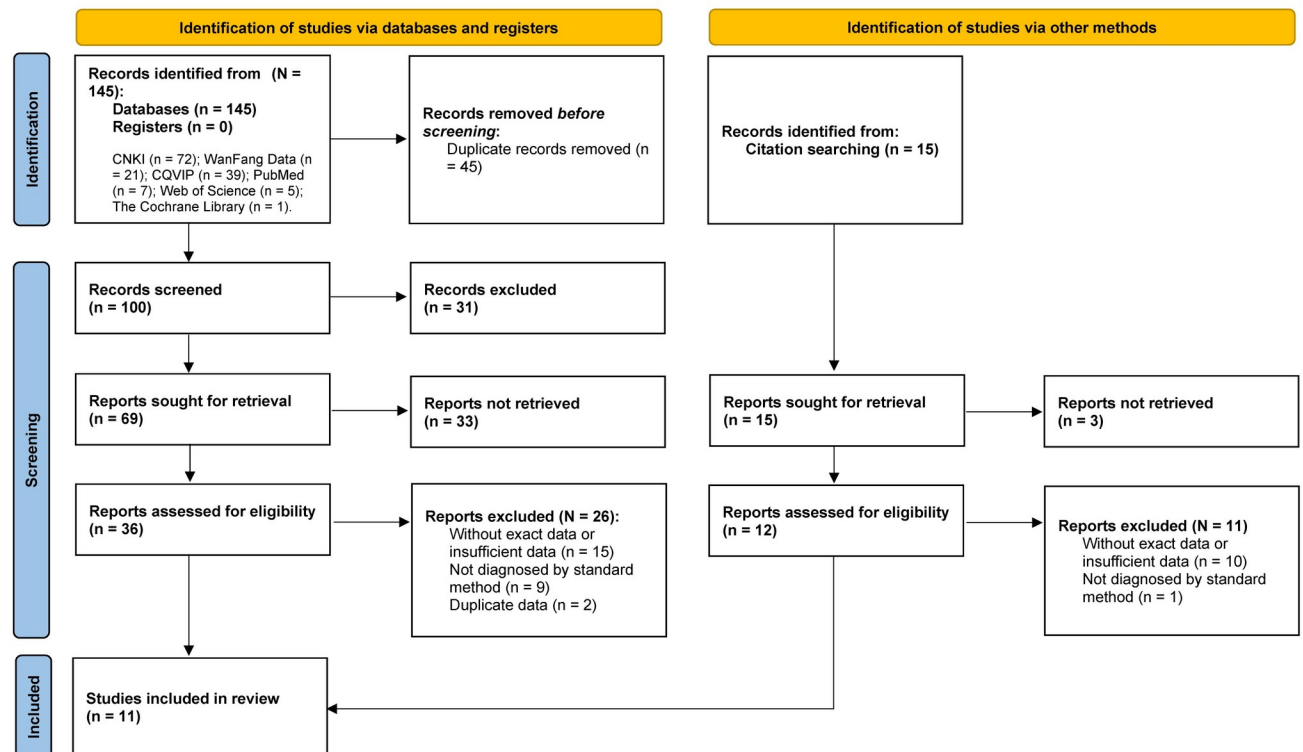 Identification of studies via databases and registers
Identification of studies via other methods
Identification
Records identified from (N =
145):
Databases (n = 145)
Registers (n = 0)
CNKI (n = 72); WanFang Data (n
= 21); CQVIP (n = 39); PubMed
(n = 7); Web of Science (n = 5);
The Cochrane Library (n = 1).
Records removed before
screening:
Duplicate records removed (n
= 45)
Records identified from:
Citation searching (n = 15)
Screening
Records screened
(n = 100)
Records excluded
(n = 31)
Reports sought for retrieval
(n = 69)
Reports not retrieved
(n = 33)
Reports sought for retrieval
(n = 15)
Reports not retrieved
(n = 3)
Reports assessed for eligibility
(n = 36)
Reports excluded (N = 26):
Without exact data or
insufficient data (n = 15)
Not diagnosed by standard
method (n = 9)
Duplicate data (n = 2)
Reports assessed for eligibility
(n = 12)
Reports excluded (N = 11)
Without exact data or
insufficient data (n = 10)
Not diagnosed by standard
method (n = 1)
Included
Studies included in review
(n = 11)